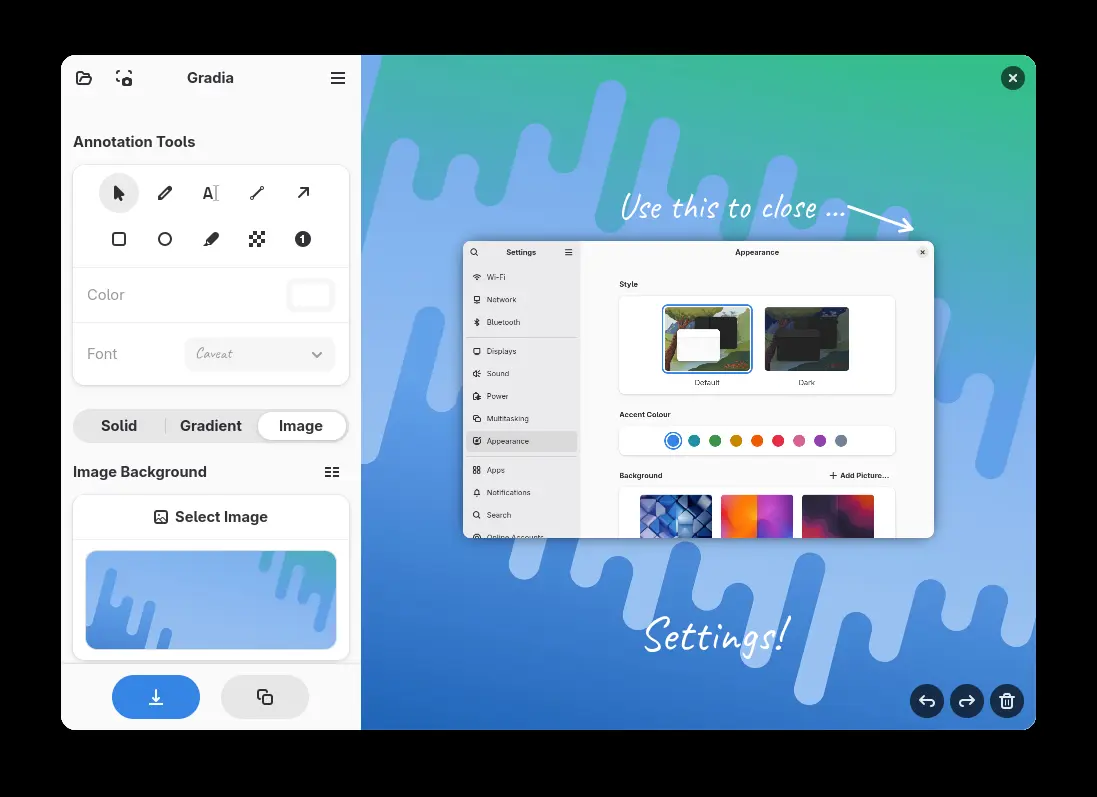 Gradia
Annotation Tools
A
1
Color
Font
Caveat
Solid
Gradient
Image
Image Background
Select Image
Use this to close ...
Settings
Wi-Fi
Network
Bluetooth
Displays
Sound
Power
Multitasking
Appearance
Apps
Notifications
Search
Online Accounts
Appearance
Style
Default
Dark
Accent Colour
Background
Add Picture...
Settings!